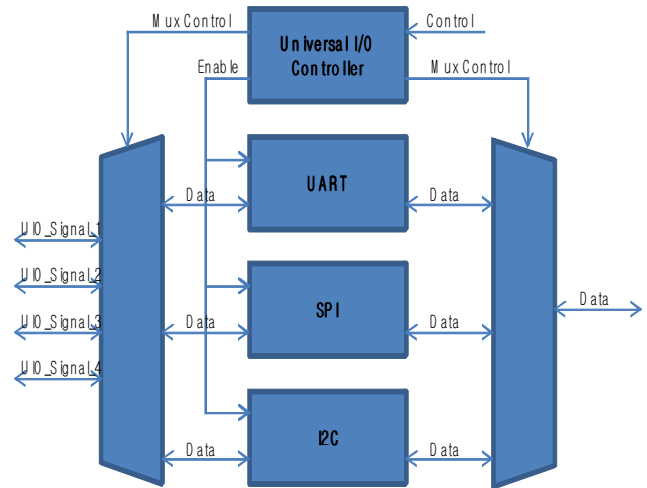 Mux Control
Control
Universal I/O
Controller
Enable
Mux Control
UART
Data
Data
UIO_Signal_1
UIO_Signal_2
SPI
Data
Data
UIO_Signal_3
Data
UIO_Signal_4
I2C
Data
Data